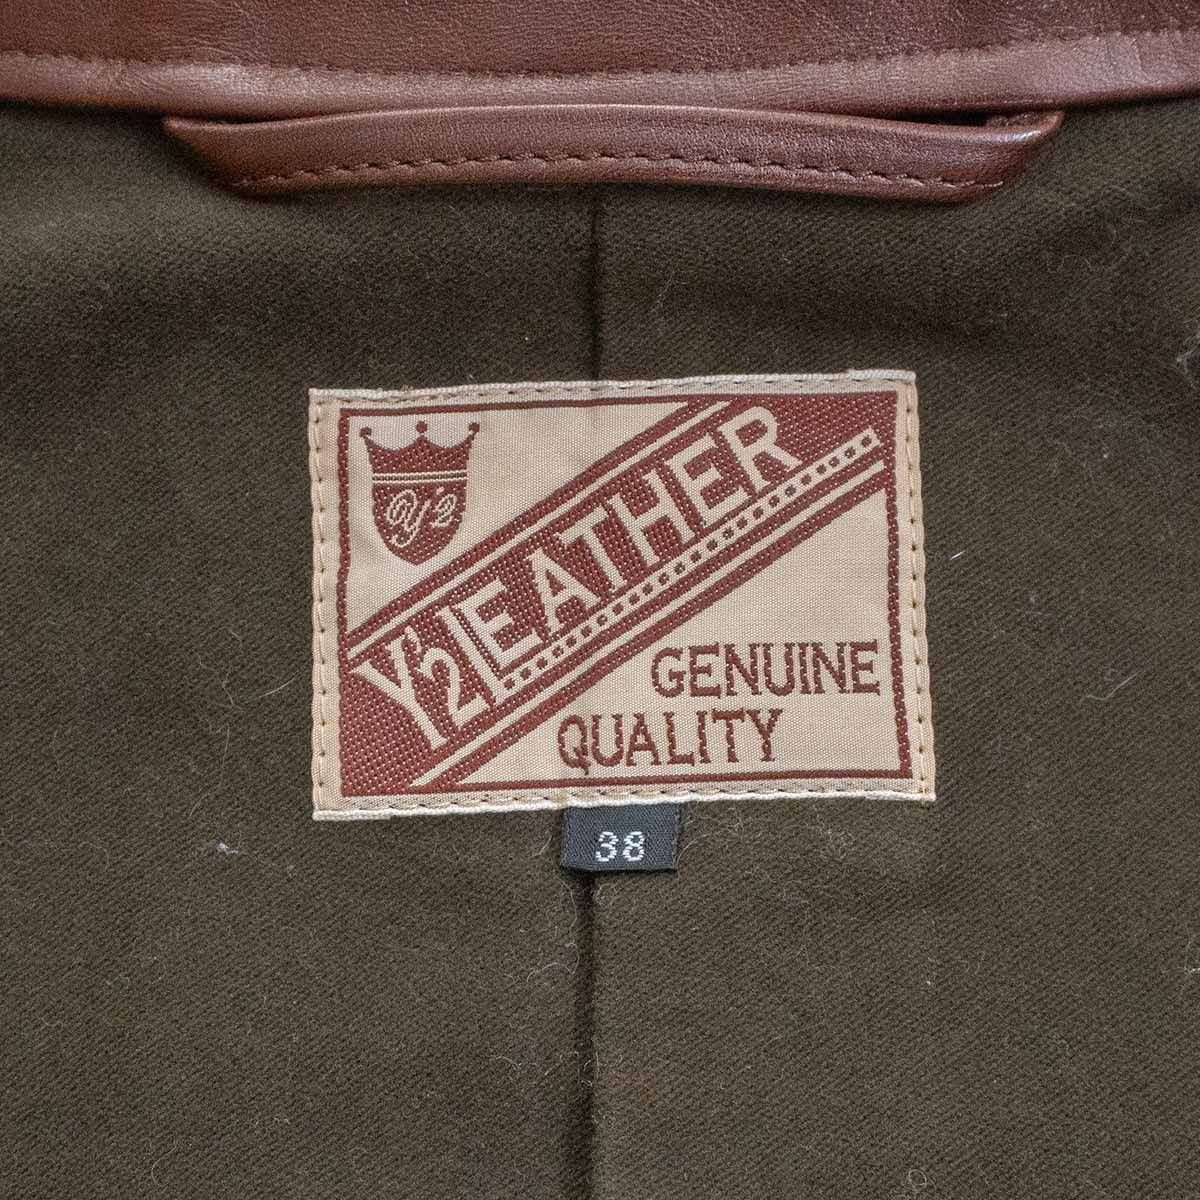 Y'2
Y'2 LEATHER
GENUINE
QUALITY
38